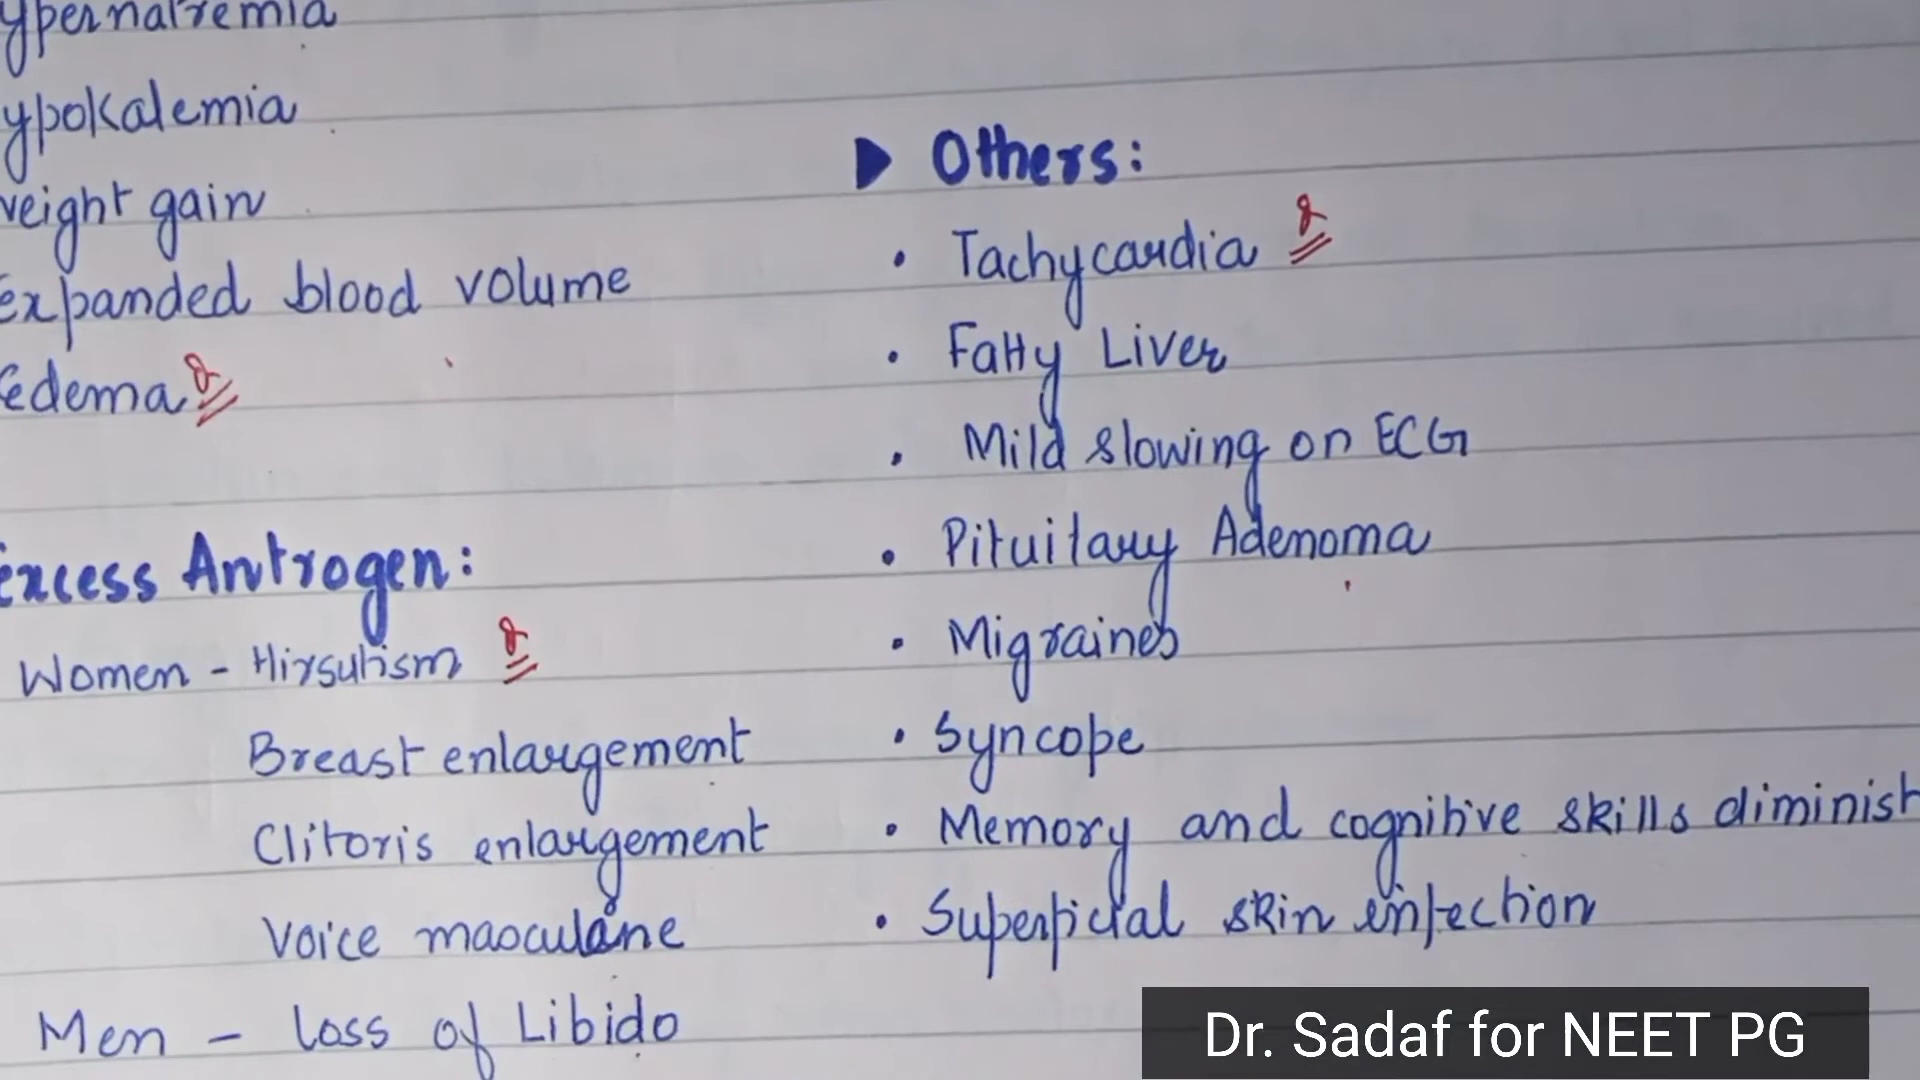 ypernatremia
ypokalemia
weight gain
Expanded blood volume
Edema
Excess Antrogen:
Women - Hirsutism
Breast enlargement
Clitoris enlargement
Voice masculine
Men - loss of Libido
Others:
• Tachycardia
• Fatty Liver
• Mild slowing on ECG
• Pituitary Adenoma
• Migraines
• Syncope
• Memory and cognitive skills diminish
• Superficial skin infection
Dr. Sadaf for NEET PG